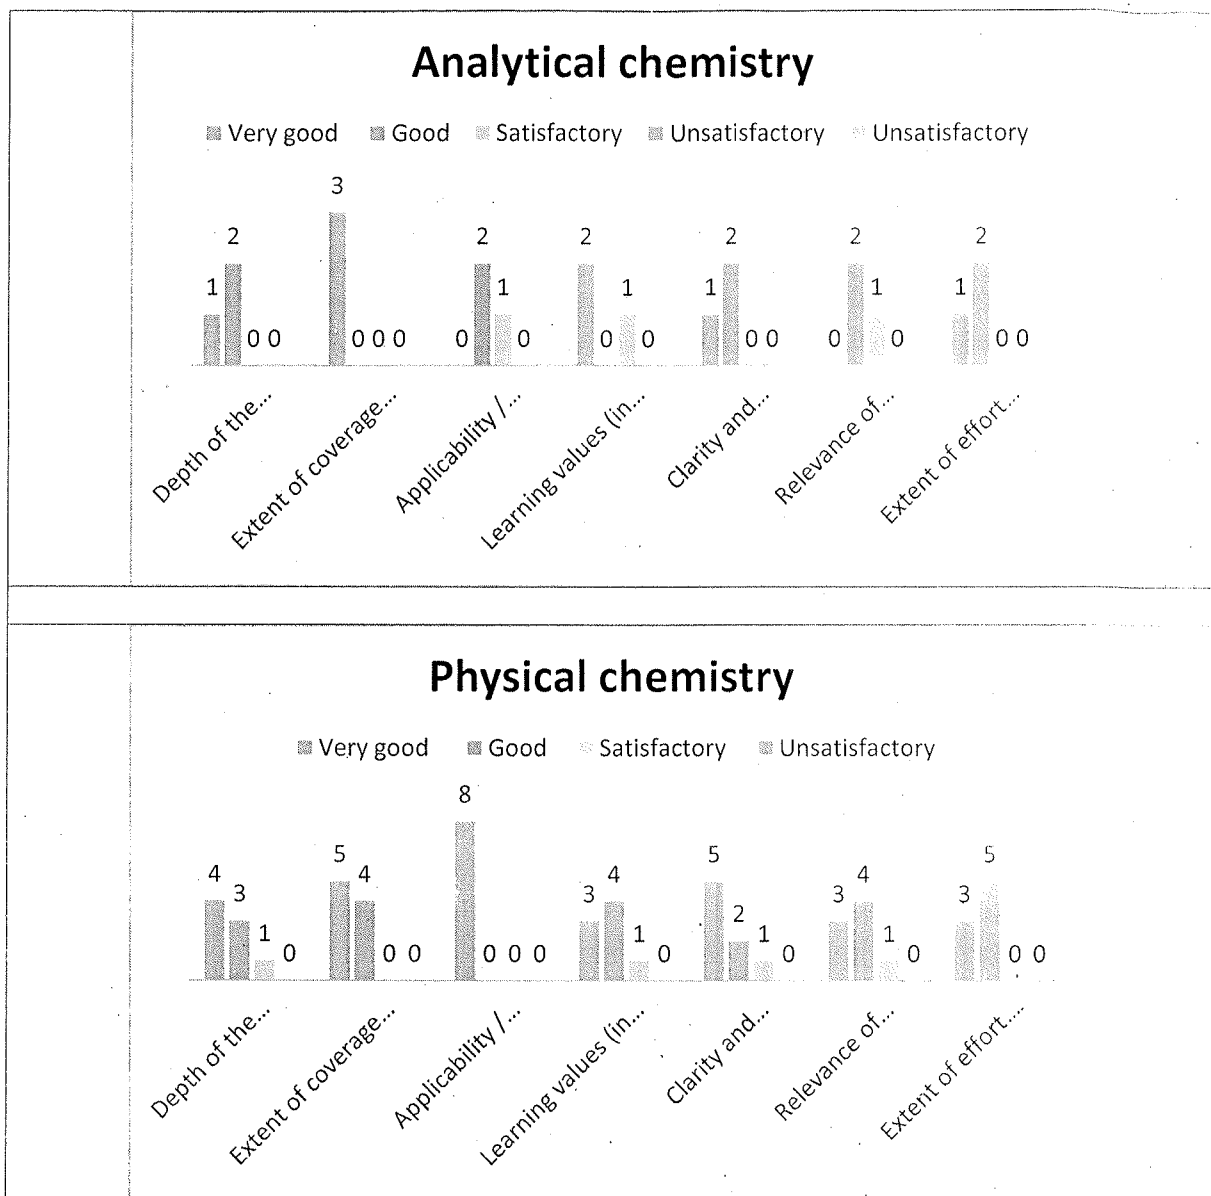 Analytical chemistry
Very good Good Satisfactory Unsatisfactory Unsatisfactory
3
2 2 2 2 2 2
1 1 1 1 1 1
0 0 0 0 0 0 0 0 0 0 0 0 0 0 0
Depth of the...
Extent of coverage...
Applicability /...
Learning values (in...
Clarity and...
Relevance of...
Extent of effort...
Physical chemistry
Very good Good Satisfactory Unsatisfactory
8
5 5 5
4 4 4 4
3 3 3 3
2
1 1 1 1
0 0 0 0 0 0 0 0 0 0 0 0
Depth of the...
Extent of coverage...
Applicability /...
Learning values (in...
Clarity and...
Relevance of...
Extent of effort....